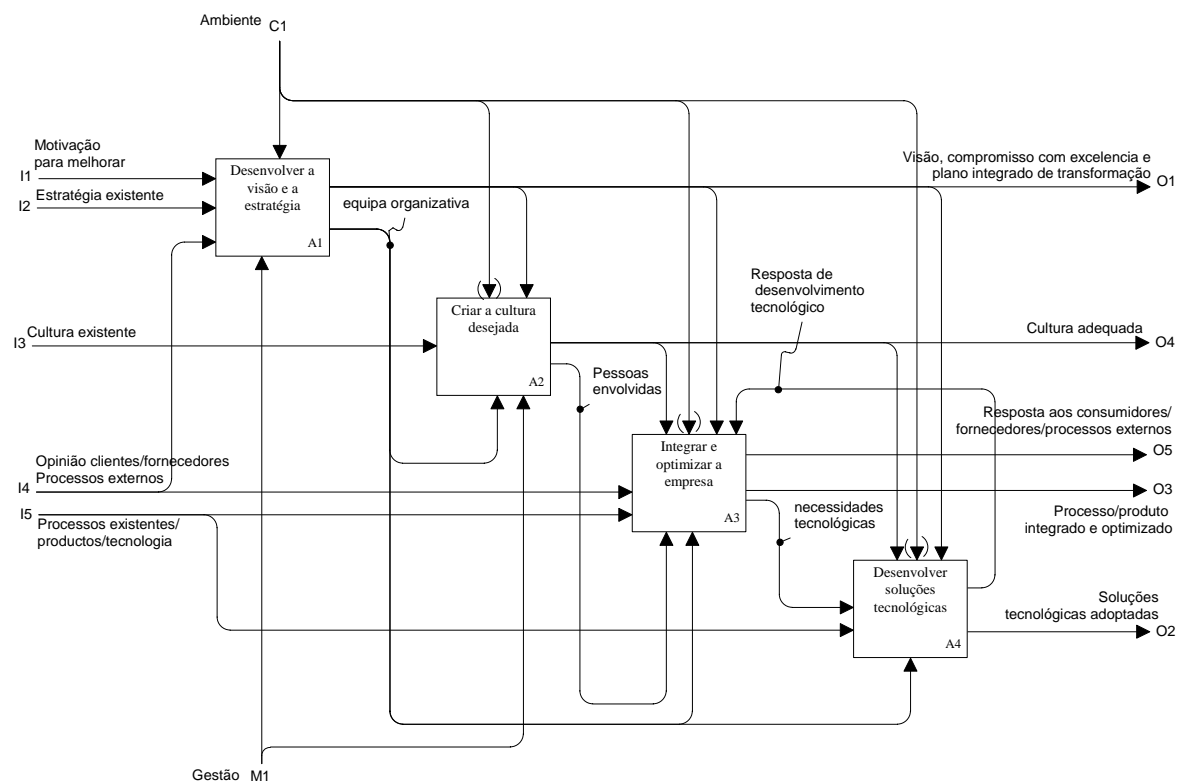 Ambiente C1
Motivação
para melhorar
I1
Estratégia existente
I2
Desenvolver a
visão e a
estratégia
A1
equipa organizativa
Visão, compromisso com excelencia e
plano integrado de transformação
O1
Resposta de
desenvolvimento
tecnológico
Criar a cultura
desejada
A2
Cultura existente
I3
Cultura adequada
O4
Pessoas
envolvidas
Resposta aos consumidores/
fornecedores/processos externos
O5
Integrar e
optimizar a
empresa
A3
Opinião clientes/fornecedores
Processos externos
I4
I5
Processos existentes/
productos/tecnologia
O3
Processo/produto
integrado e optimizado
necessidades
tecnológicas
Desenvolver
soluções
tecnológicas
A4
Soluções
tecnológicas adoptadas
O2
Gestão M1